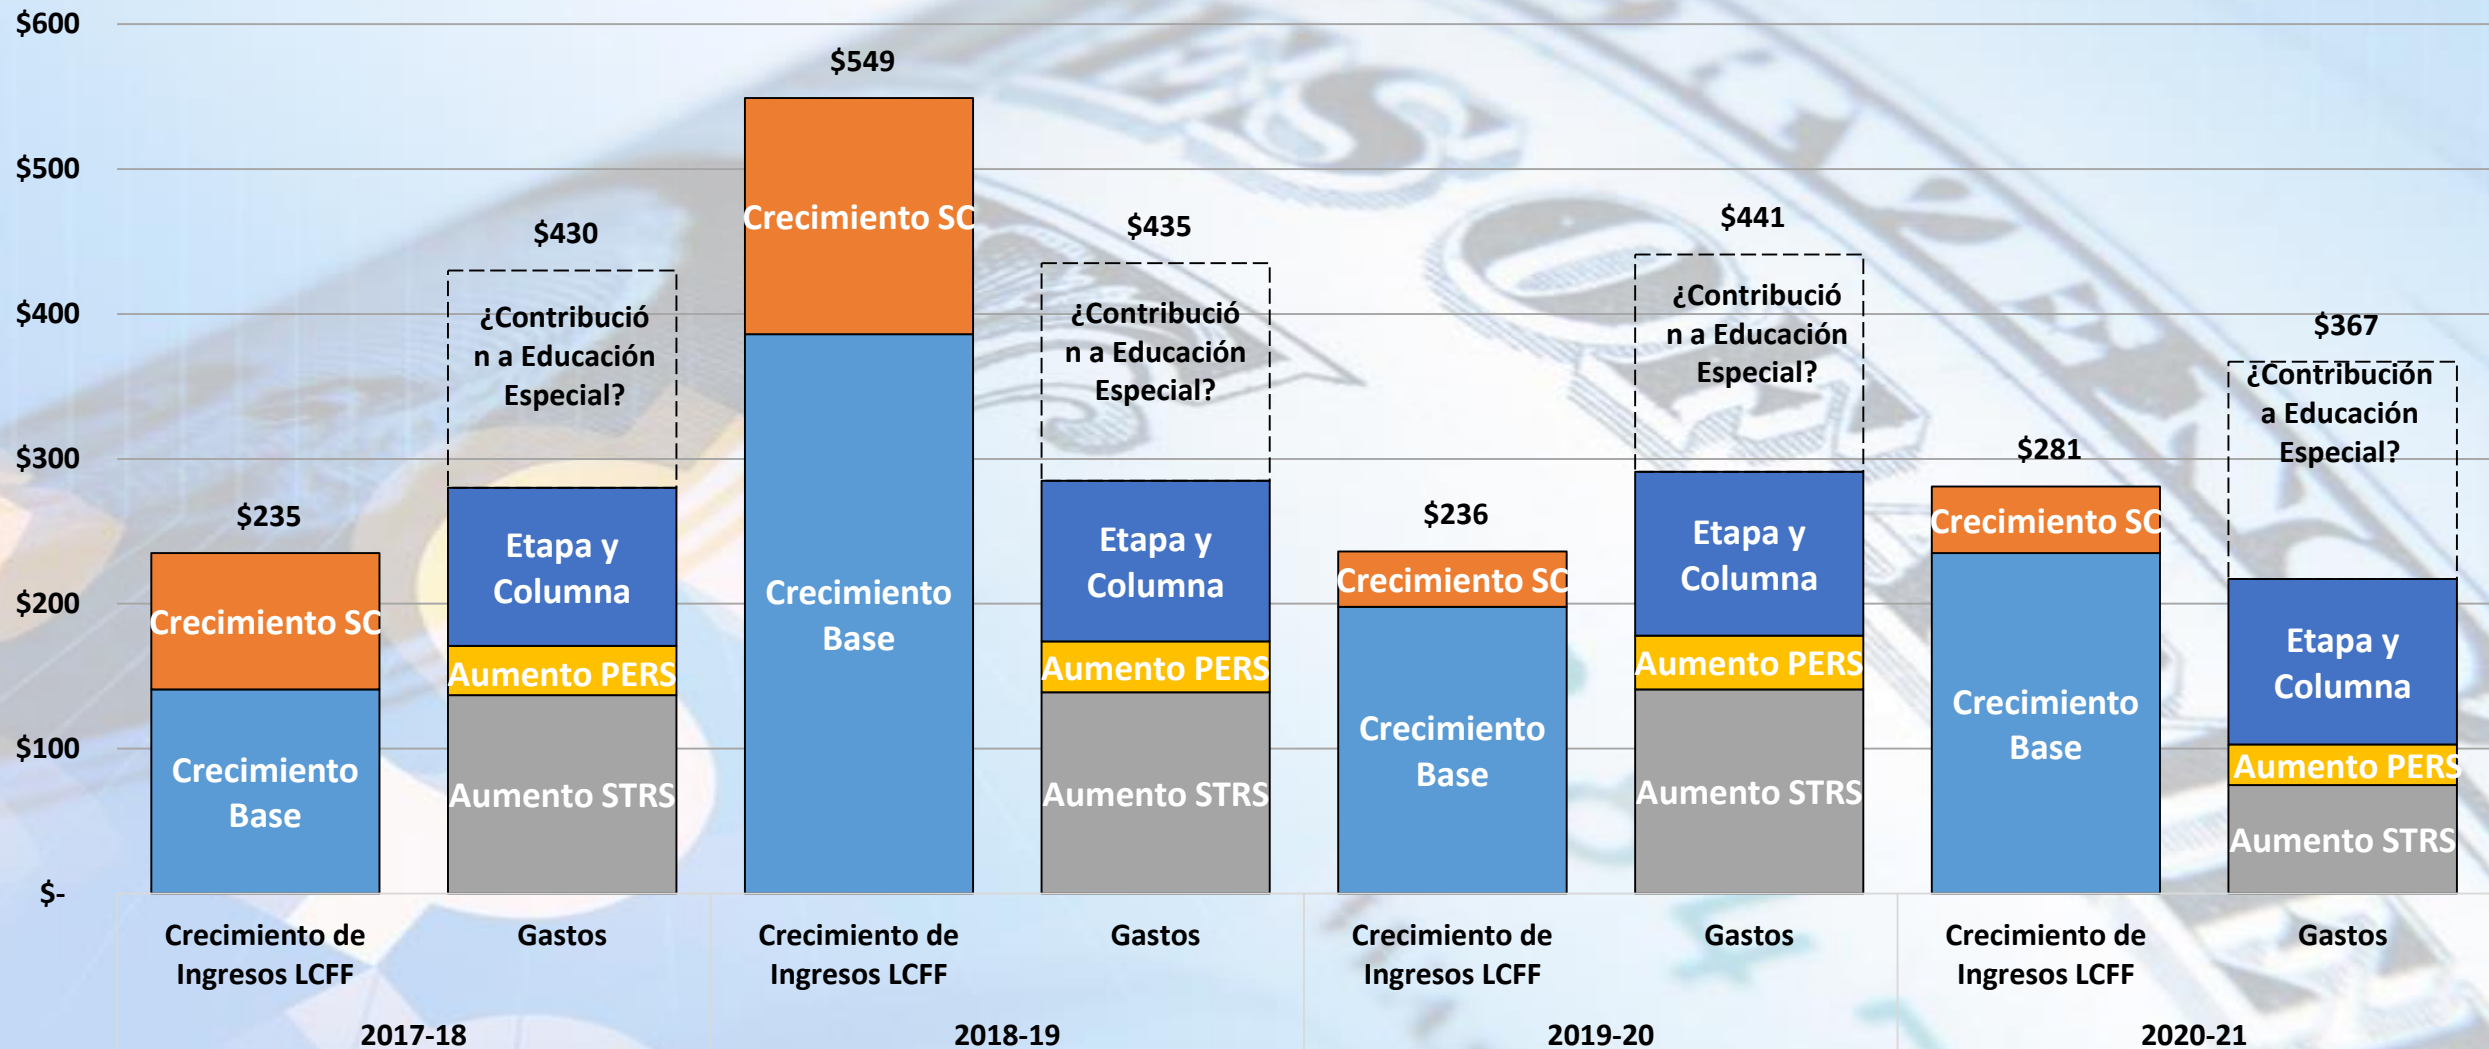 $600
$500
$400
$300
$200
$100
$-
$235
Crecimiento SC
Crecimiento
Base
$430
¿Contribució
n a Educación
Especial?
Etapa y
Columna
Aumento PERS
Aumento STRS
$549
Crecimiento SC
Crecimiento
Base
$435
¿Contribució
n a Educación
Especial?
Etapa y
Columna
Aumento PERS
Aumento STRS
$236
Crecimiento SC
Crecimiento
Base
$441
¿Contribució
n a Educación
Especial?
Etapa y
Columna
Aumento PERS
Aumento STRS
$281
Crecimiento SC
Crecimiento
Base
$367
¿Contribución
a Educación
Especial?
Etapa y
Columna
Aumento PERS
Aumento STRS
Crecimiento de
Ingresos LCFF
Gastos
Crecimiento de
Ingresos LCFF
Gastos
Crecimiento de
Ingresos LCFF
Gastos
Crecimiento de
Ingresos LCFF
Gastos
2017-18
2018-19
2019-20
2020-21